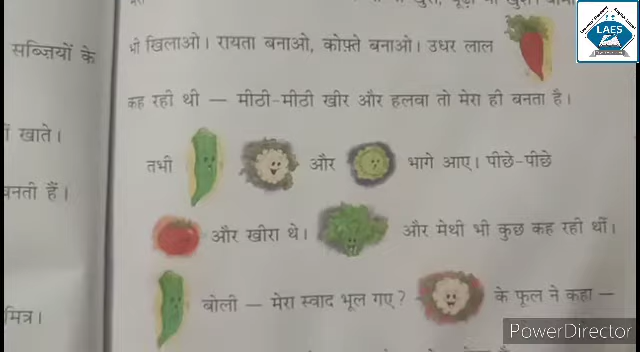 सब्ज़ियों के
भी खिलाओ। रायता बनाओ, कोफ़्ते बनाओ। उधर लाल
कह रही थी — मीठी-मीठी खीर और हलवा तो मेरा ही बनता है।
खाते।
तभी और भागे आए। पीछे-पीछे
बनती हैं।
और खीरा थे। और मेथी भी कुछ कह रही थीं।
मित्र।
बोली — मेरा स्वाद भूल गए? के फूल ने कहा —
LAES
PowerDirector